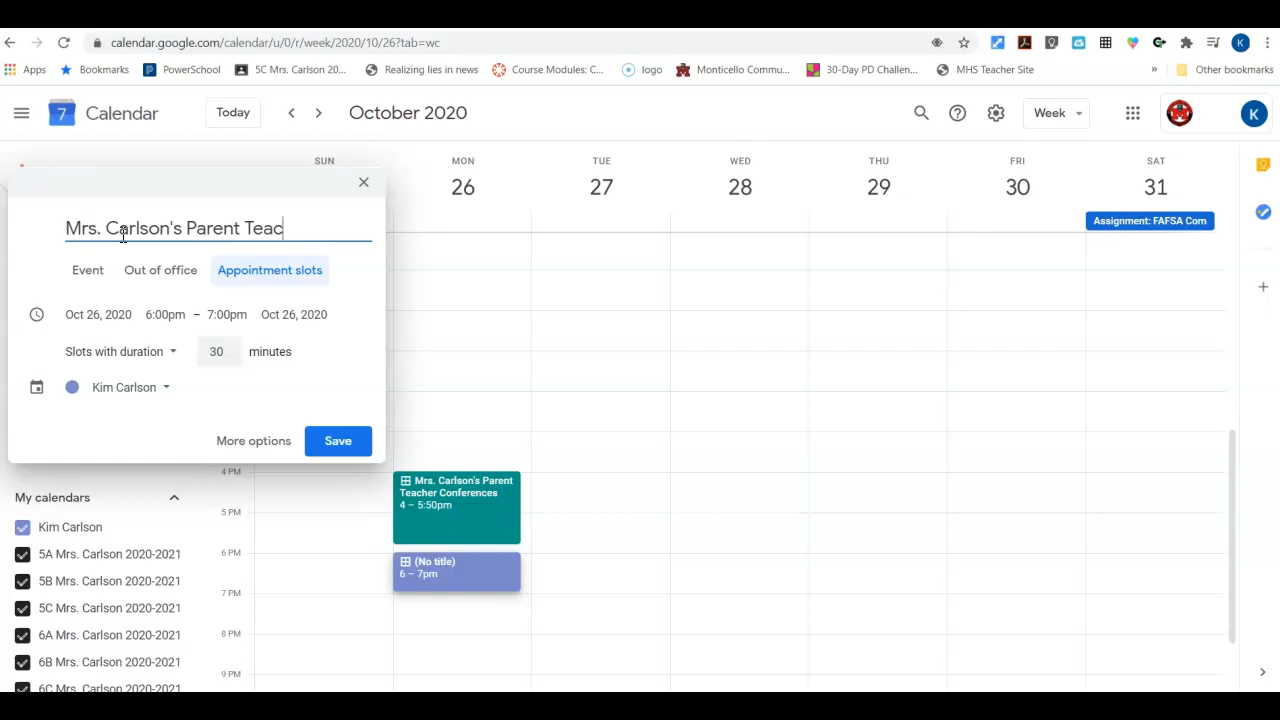 calendar.google.com/calendar/u/0/r/week/2020/10/26?tab=wc
K
Apps Bookmarks PowerSchool 5C Mrs. Carlson 20... Realizing lies in news Course Modules: C... logo Monticello Commu... 30-Day PD Challen... MHS Teacher Site » Other bookmarks
7 Calendar Today October 2020 Week K
SUN MON TUE WED THU FRI SAT
26 27 28 29 30 31
Assignment: FAFSA Com
Mrs. Carlson's Parent Teac
Event Out of office Appointment slots
Oct 26, 2020 6:00pm – 7:00pm Oct 26, 2020
Slots with duration 30 minutes
Kim Carlson
More options Save
My calendars
Kim Carlson
5A Mrs. Carlson 2020-2021
5B Mrs. Carlson 2020-2021
5C Mrs. Carlson 2020-2021
6A Mrs. Carlson 2020-2021
6B Mrs. Carlson 2020-2021
6C Mrs. Carlson 2020-2021
4 PM
5 PM
6 PM
7 PM
8 PM
9 PM
Mrs. Carlson's Parent
Teacher Conferences
4 – 5:50pm
(No title)
6 – 7pm